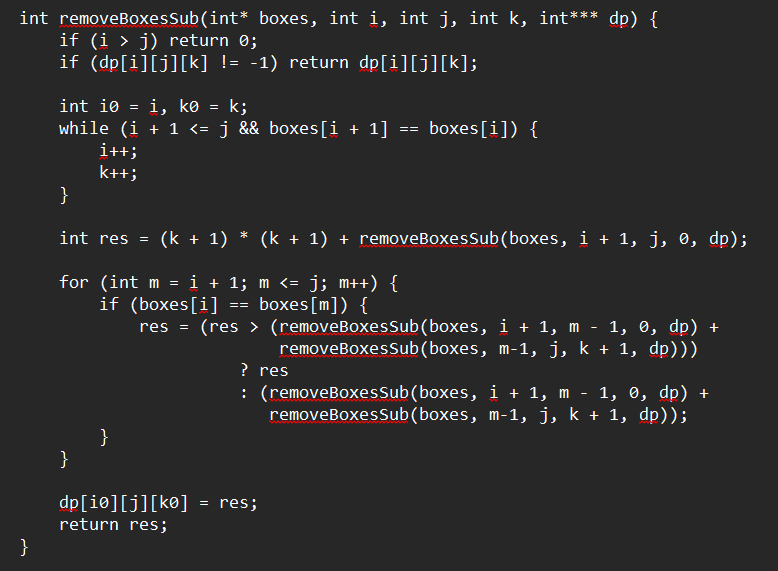 int removeBoxesSub(int* boxes, int i, int j, int k, int*** dp) {
    if (i > j) return 0;
    if (dp[i][j][k] != -1) return dp[i][j][k];

    int i0 = i, k0 = k;
    while (i + 1 <= j && boxes[i + 1] == boxes[i]) {
        i++;
        k++;
    }

    int res = (k + 1) * (k + 1) + removeBoxesSub(boxes, i + 1, j, 0, dp);

    for (int m = i + 1; m <= j; m++) {
        if (boxes[i] == boxes[m]) {
            res = (res > (removeBoxesSub(boxes, i + 1, m - 1, 0, dp) +
                          removeBoxesSub(boxes, m-1, j, k + 1, dp)))
                      ? res
                      : (removeBoxesSub(boxes, i + 1, m - 1, 0, dp) +
                         removeBoxesSub(boxes, m-1, j, k + 1, dp));
        }
    }

    dp[i0][j][k0] = res;
    return res;
}